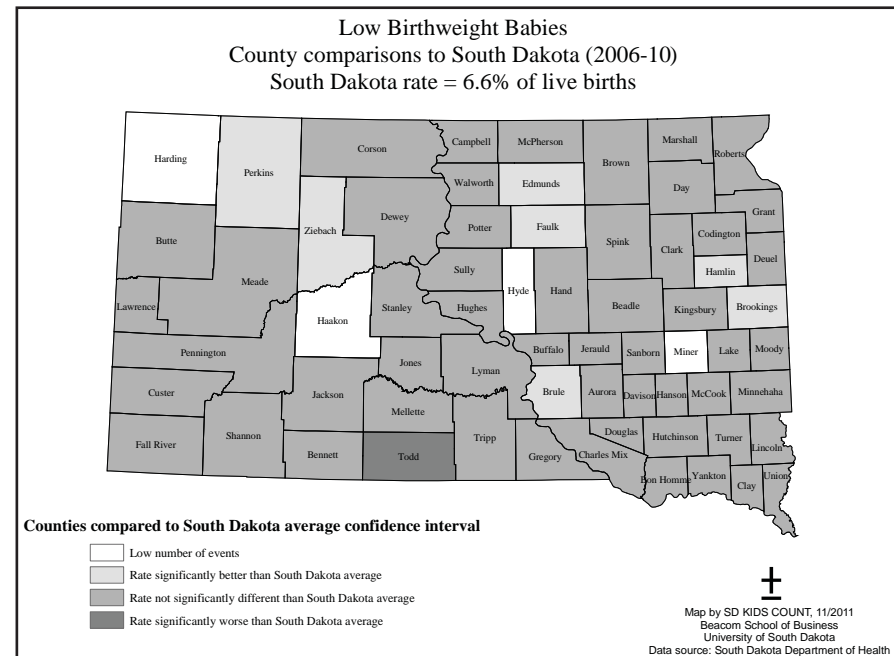 Low Birthweight Babies
County comparisons to South Dakota (2006-10)
South Dakota rate = 6.6% of live births
Harding
Perkins
Corson
Campbell
McPherson
Brown
Marshall
Roberts
Walworth
Edmunds
Day
Ziebach
Dewey
Potter
Faulk
Spink
Clark
Codington
Grant
Butte
Meade
Sully
Hyde
Hand
Hamlin
Deuel
Lawrence
Haakon
Stanley
Hughes
Beadle
Kingsbury
Brookings
Pennington
Jones
Lyman
Buffalo
Jerauld
Sanborn
Miner
Lake
Moody
Custer
Jackson
Mellette
Brule
Aurora
Davison
Hanson
McCook
Minnehaha
Fall River
Shannon
Bennett
Todd
Tripp
Gregory
Charles Mix
Douglas
Hutchinson
Turner
Lincoln
Bon Homme
Yankton
Clay
Union
Counties compared to South Dakota average confidence interval
Low number of events
Rate significantly better than South Dakota average
Rate not significantly different than South Dakota average
Rate significantly worse than South Dakota average
Map by SD KIDS COUNT, 11/2011
Beacom School of Business
University of South Dakota
Data source: South Dakota Department of Health